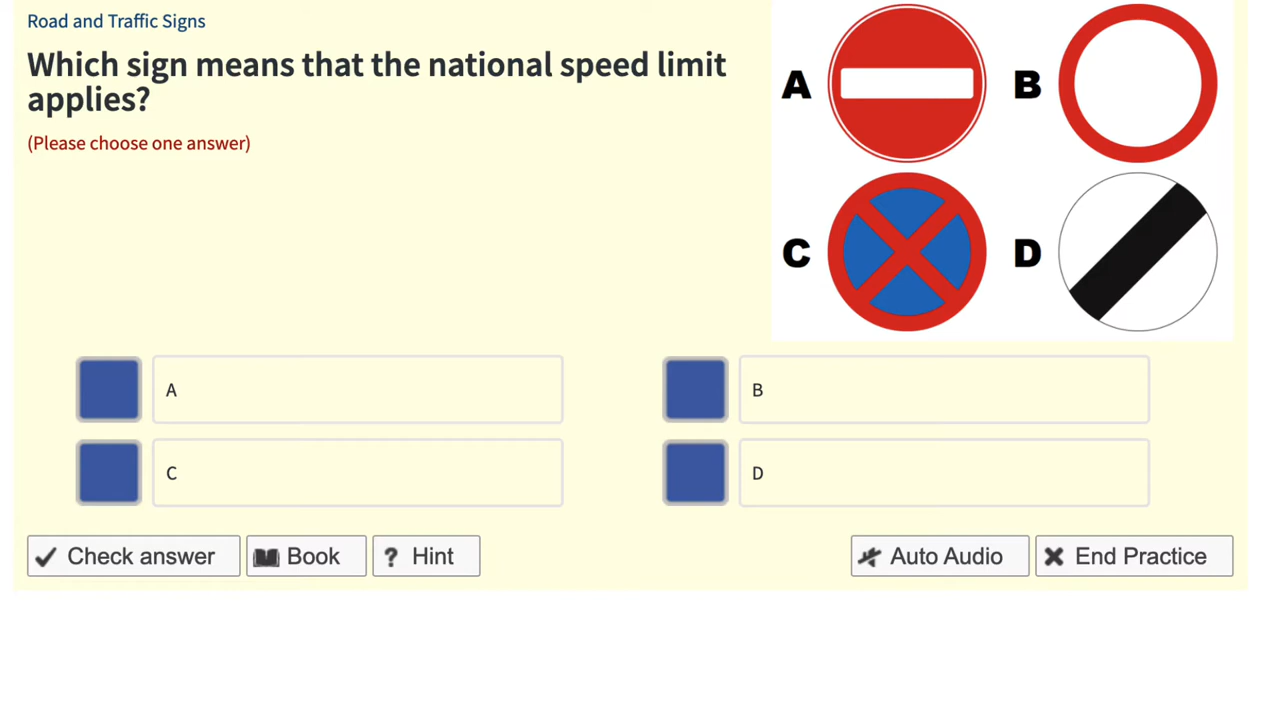 Road and Traffic Signs
Which sign means that the national speed limit
applies?
(Please choose one answer)
A
B
C
D
A
B
C
D
Check answer
Book
? Hint
Auto Audio
End Practice